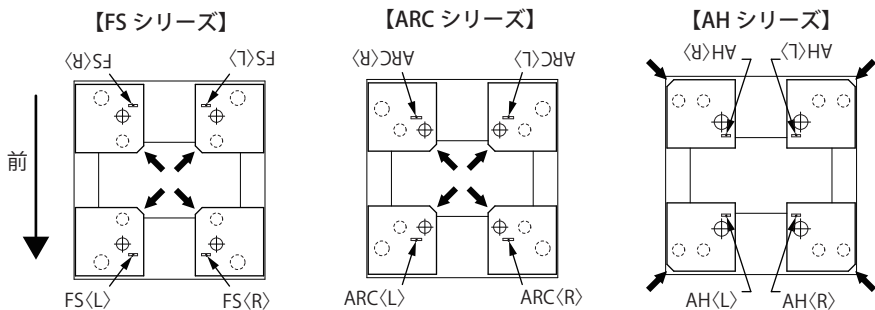 【FS シリーズ】 【ARC シリーズ】 【AH シリーズ】
FS〈R〉 FS〈L〉 ARC〈R〉 ARC〈L〉 AH〈R〉 AH〈L〉
前
FS〈L〉 FS〈R〉 ARC〈L〉 ARC〈R〉 AH〈L〉 AH〈R〉